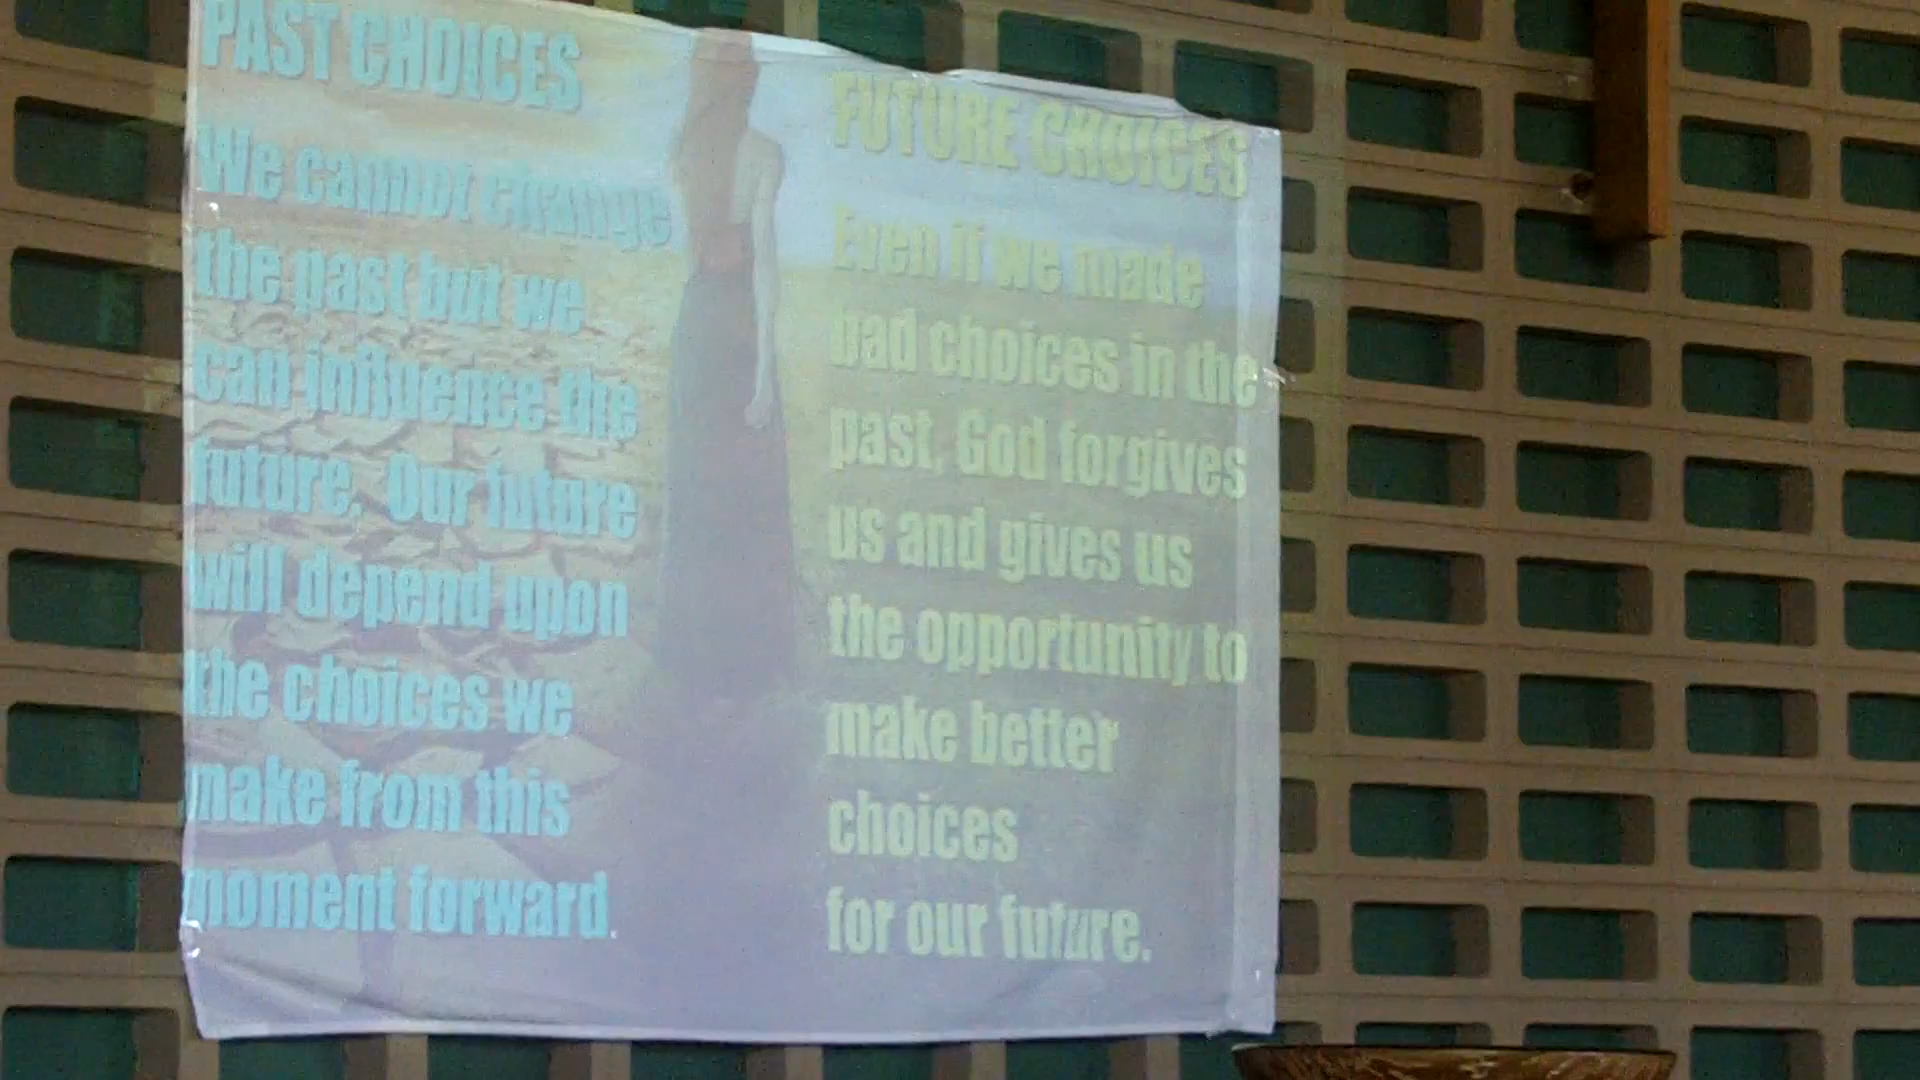 PAST CHOICES
We cannot change
the past but we
can influence the
future. Our future
will depend upon
the choices we
make from this
moment forward.
FUTURE CHOICES
Even if we made
bad choices in the
past, God forgives
us and gives us
the opportunity to
make better
choices
for our future.